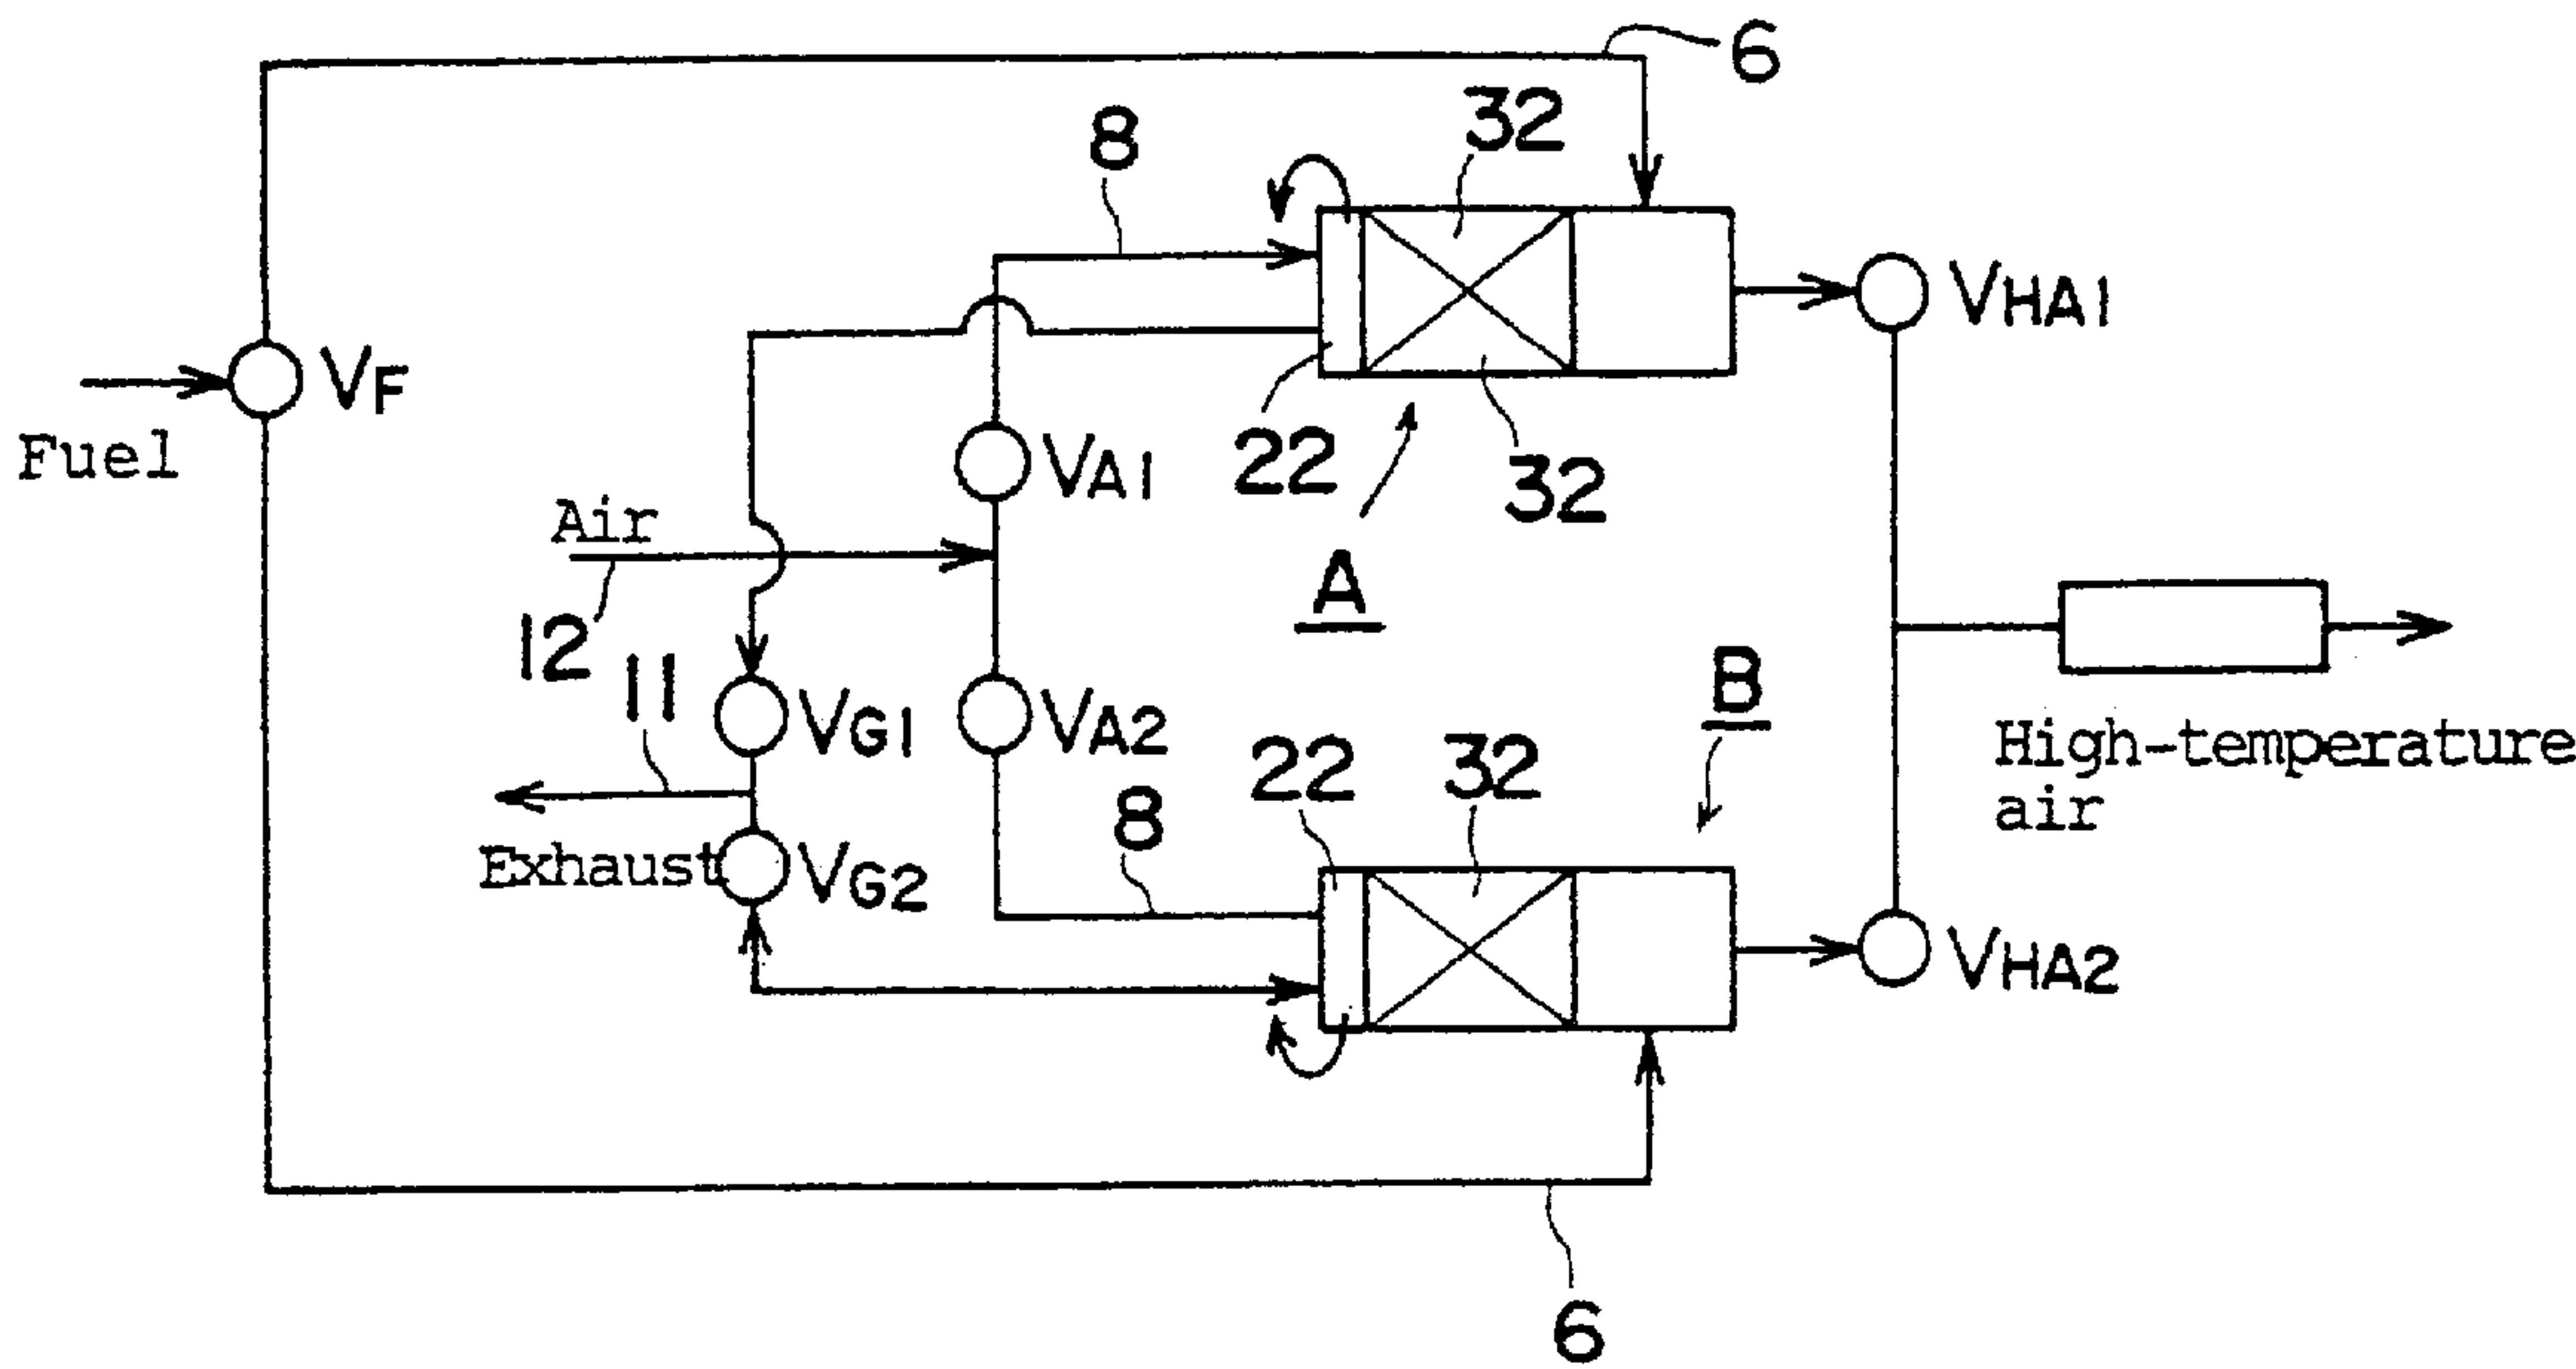 6
32
8
VHA1
VF
Fuel
22
VA1
32
Air
A
12
11
VG1
VA2
B
22
32
High-temperature
air
8
Exhaust
VG2
VHA2
6